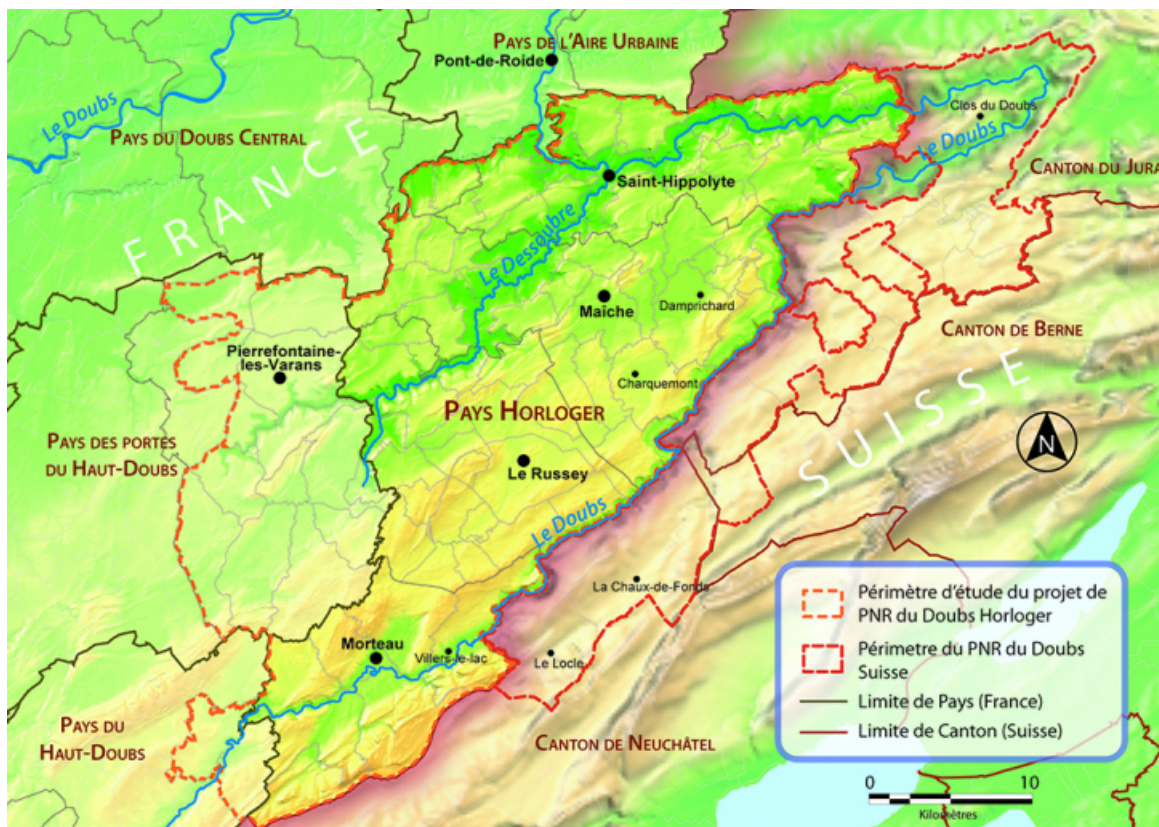 PAYS DE L'AIRE URBAINE
Pont-de-Roide
Le Doubs
Le Doubs
PAYS DU DOUBS CENTRAL
Clos du Doubs
Le Doubs
FRANCE
Saint-Hippolyte
CANTON DU JURA
Le Dessoubre
Maîche
Damprichard
CANTON DE BERNE
Pierrefontaine-
les-Varans
Charquemont
PAYS HORLOGER
SUISSE
PAYS DES PORTES
DU HAUT-DOUBS
N
Le Russey
Le Doubs
La Chaux-de-Fonds
Morteau
Villers-le-lac
Le Locle
PAYS DU
HAUT-DOUBS
CANTON DE NEUCHÂTEL
Périmètre d'étude du projet de
PNR du Doubs Horloger
Périmetre du PNR du Doubs
Suisse
Limite de Pays (France)
Limite de Canton (Suisse)
0 10
Kilomètres